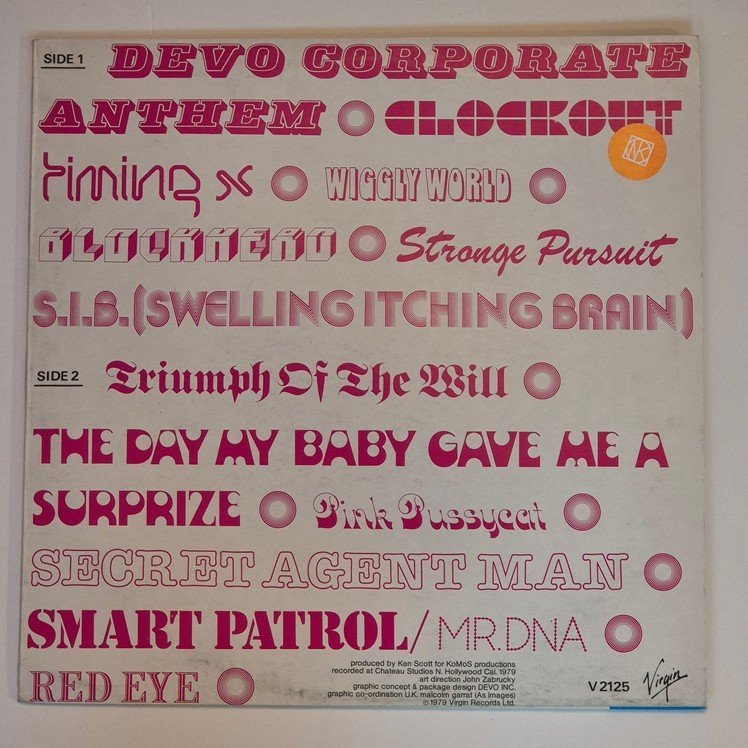 SIDE 1 DEVO CORPORATE
ANTHEM CLOCKOUT
NK
timing X WIGGLY WORLD
BLOCKHEAD Strange Pursuit
S.I.B. (SWELLING ITCHING BRAIN)
SIDE 2 Triumph Of The Will
THE DAY MY BABY GAVE ME A
SURPRIZE Pink Pussycat
SECRET AGENT MAN
SMART PATROL/MR.DNA
RED EYE
produced by Ken Scott for KoMoS productions
recorded at Chateau Studios N. Hollywood Cal. 1979
art direction John Zabrucky
graphic concept & package design DEVO INC.
graphic co-ordination U.K. malcolm garrat (As Images)
℗ 1979 Virgin Records Ltd.
V 2125 Virgin